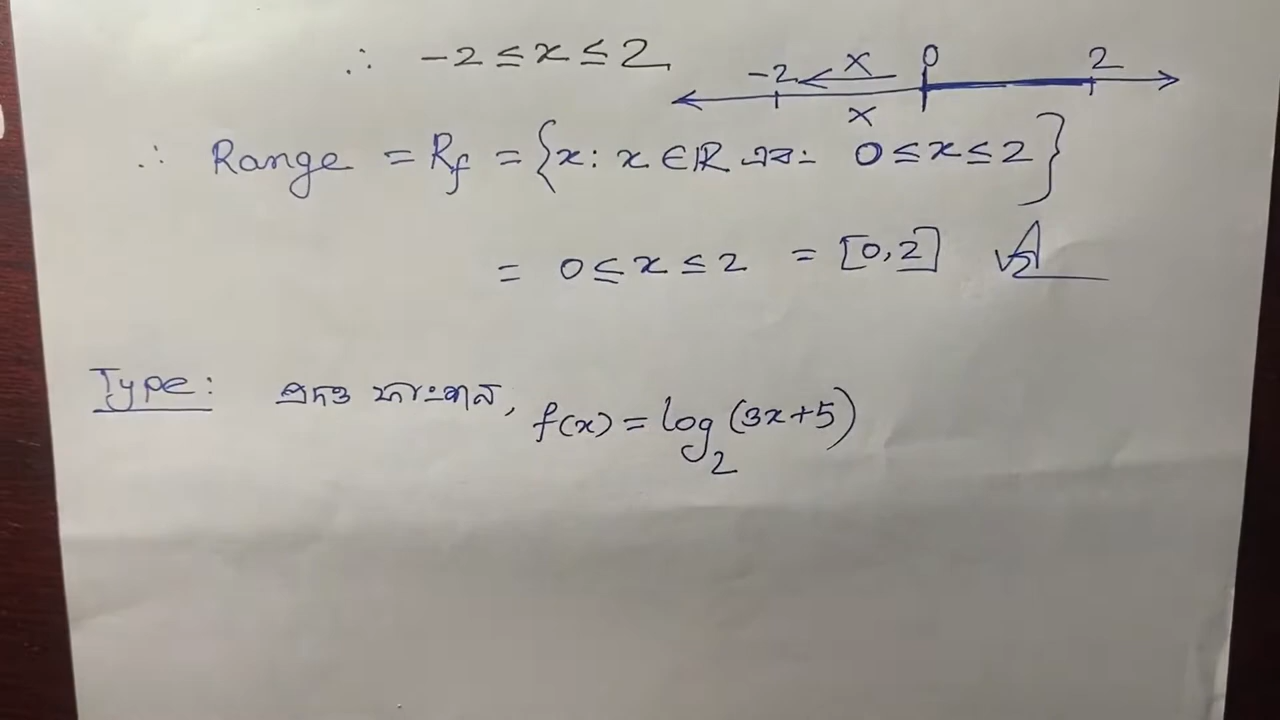 ∴ -2 ≤ x ≤ 2
-2 x 0 2
x
∴ Range = R_f = {x: x ∈ ℝ এবং 0 ≤ x ≤ 2}
= 0 ≤ x ≤ 2 = [0,2]
Type: প্রদত্ত ফাংশন, f(x) = log_2 (3x+5)